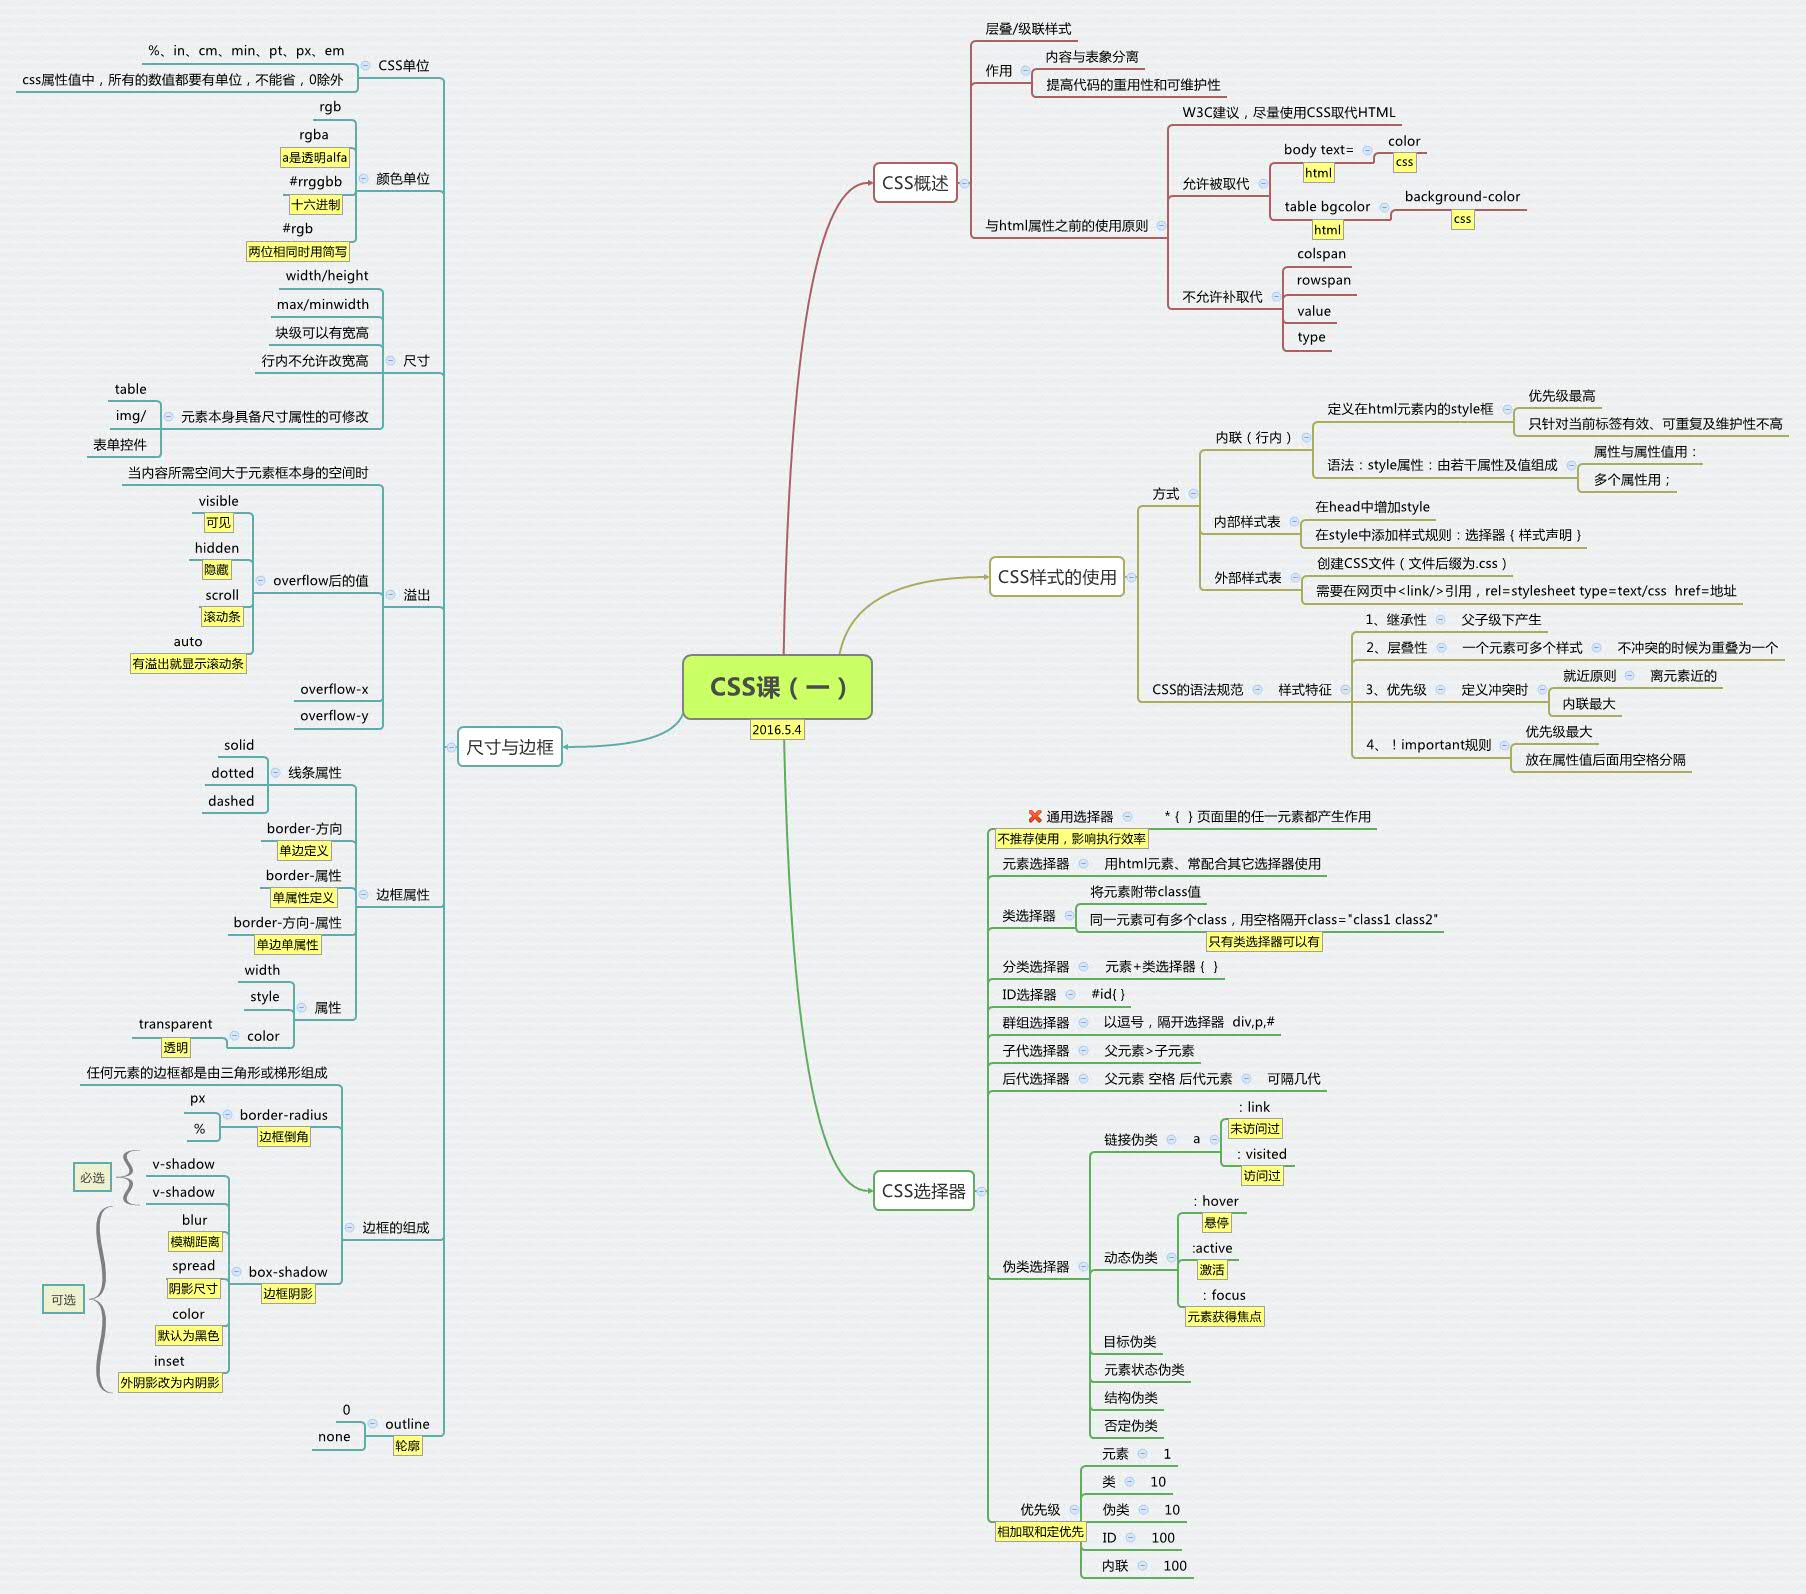 CSS课（一）
2016.5.4
CSS概述
层叠/级联样式
作用
内容与表象分离
提高代码的重用性和可维护性
与html属性之前的使用原则
W3C建议，尽量使用CSS取代HTML
允许被取代
body text=
html
color
css
table bgcolor
html
background-color
css
不允许补取代
colspan
rowspan
value
type
CSS样式的使用
方式
内联（行内）
定义在html元素内的style框
优先级最高
只针对当前标签有效、可重复及维护性不高
语法：style属性：由若干属性及值组成
属性与属性值用：
多个属性用；
内部样式表
在head中增加style
在style中添加样式规则：选择器｛样式声明｝
外部样式表
创建CSS文件（文件后缀为.css）
需要在网页中<link/>引用，rel=stylesheet type=text/css href=地址
CSS的语法规范
样式特征
1、继承性
父子级下产生
2、层叠性
一个元素可多个样式
不冲突的时候为重叠为一个
3、优先级
定义冲突时
就近原则
离元素近的
内联最大
4、！important规则
优先级最大
放在属性值后面用空格分隔
CSS选择器
通用选择器
不推荐使用，影响执行效率
*｛ ｝页面里的任一元素都产生作用
元素选择器
用html元素、常配合其它选择器使用
类选择器
将元素附带class值
同一元素可有多个class，用空格隔开class="class1 class2"
只有类选择器可以有
分类选择器
元素+类选择器｛ ｝
ID选择器
#id{ }
群组选择器
以逗号，隔开选择器 div,p,#
子代选择器
父元素>子元素
后代选择器
父元素 空格 后代元素
可隔几代
伪类选择器
链接伪类
a
：link
未访问过
：visited
访问过
动态伪类
：hover
悬停
:active
激活
：focus
元素获得焦点
目标伪类
元素状态伪类
结构伪类
否定伪类
优先级
相加取和定优先
元素
1
类
10
伪类
10
ID
100
内联
100
尺寸与边框
CSS单位
%、in、cm、min、pt、px、em
css属性值中，所有的数值都要有单位，不能省，0除外
颜色单位
rgb
rgba
a是透明alfa
#rrggbb
十六进制
#rgb
两位相同时用简写
尺寸
width/height
max/minwidth
块级可以有宽高
行内不允许改宽高
元素本身具备尺寸属性的可修改
table
img/
表单控件
溢出
当内容所需空间大于元素框本身的空间时
overflow后的值
visible
可见
hidden
隐藏
scroll
滚动条
auto
有溢出就显示滚动条
overflow-x
overflow-y
边框属性
线条属性
solid
dotted
dashed
border-方向
单边定义
border-属性
单属性定义
border-方向-属性
单边单属性
属性
width
style
color
transparent
透明
边框的组成
任何元素的边框都是由三角形或梯形组成
border-radius
边框倒角
px
%
box-shadow
边框阴影
必选
v-shadow
v-shadow
可选
blur
模糊距离
spread
阴影尺寸
color
默认为黑色
inset
外阴影改为内阴影
outline
轮廓
0
none